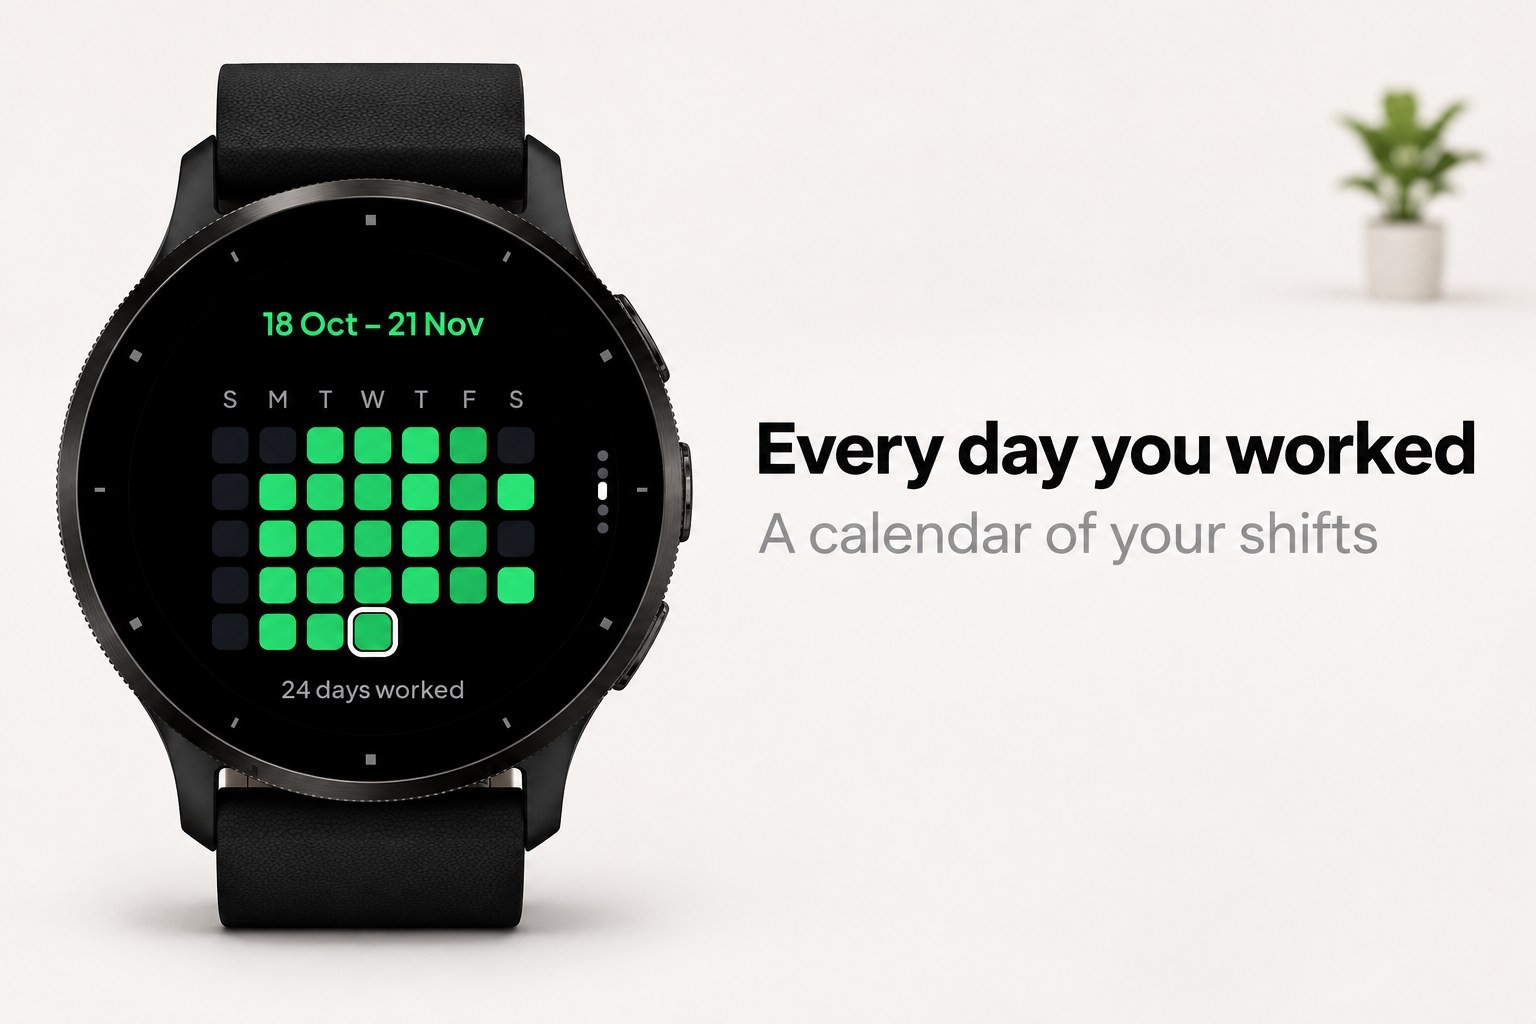 18 Oct – 21 Nov
S M T W T F S
24 days worked
Every day you worked
A calendar of your shifts